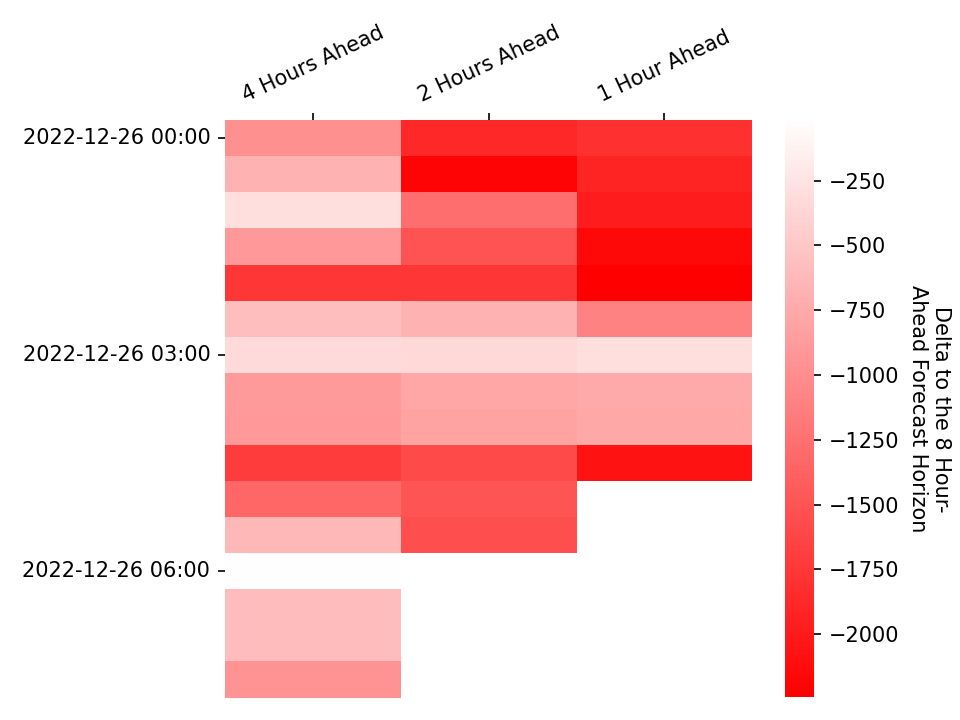 4 Hours Ahead
2 Hours Ahead
1 Hour Ahead
2022-12-26 00:00
2022-12-26 03:00
2022-12-26 06:00
−250
−500
−750
−1000
−1250
−1500
−1750
−2000
Delta to the 8 Hour-
Ahead Forecast Horizon